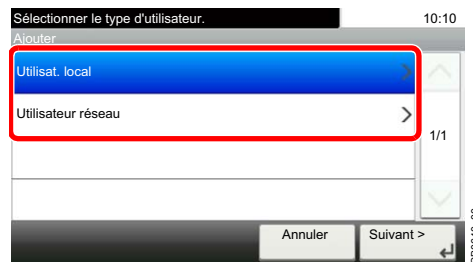 Sélectionner le type d'utilisateur.
10:10
Ajouter
Utilisat. local
Utilisateur réseau
1/1
Annuler
Suivant >